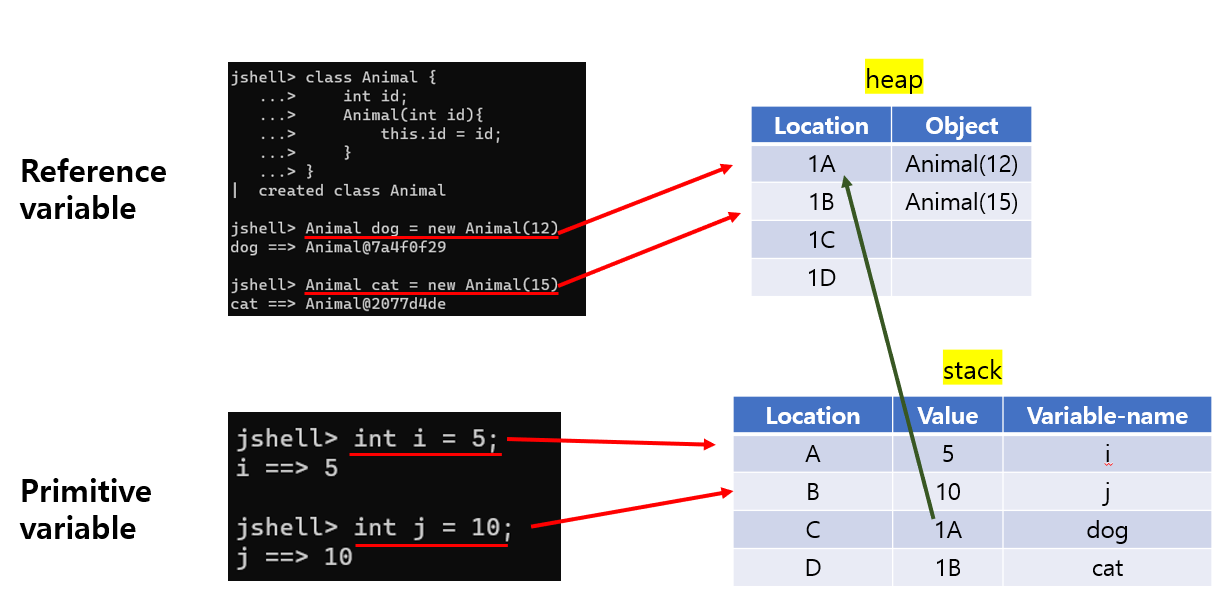 Reference
variable
jshell> class Animal {
...> int id;
...> Animal(int id){
...> this.id = id;
...> }
...> }
| created class Animal
jshell> Animal dog = new Animal(12)
dog ==> Animal@7a4f0f29
jshell> Animal cat = new Animal(15)
cat ==> Animal@2077d4de
heap
Location Object
1A Animal(12)
1B Animal(15)
1C
1D
Primitive
variable
jshell> int i = 5;
i ==> 5
jshell> int j = 10;
j ==> 10
stack
Location Value Variable-name
A 5 i
B 10 j
C 1A dog
D 1B cat